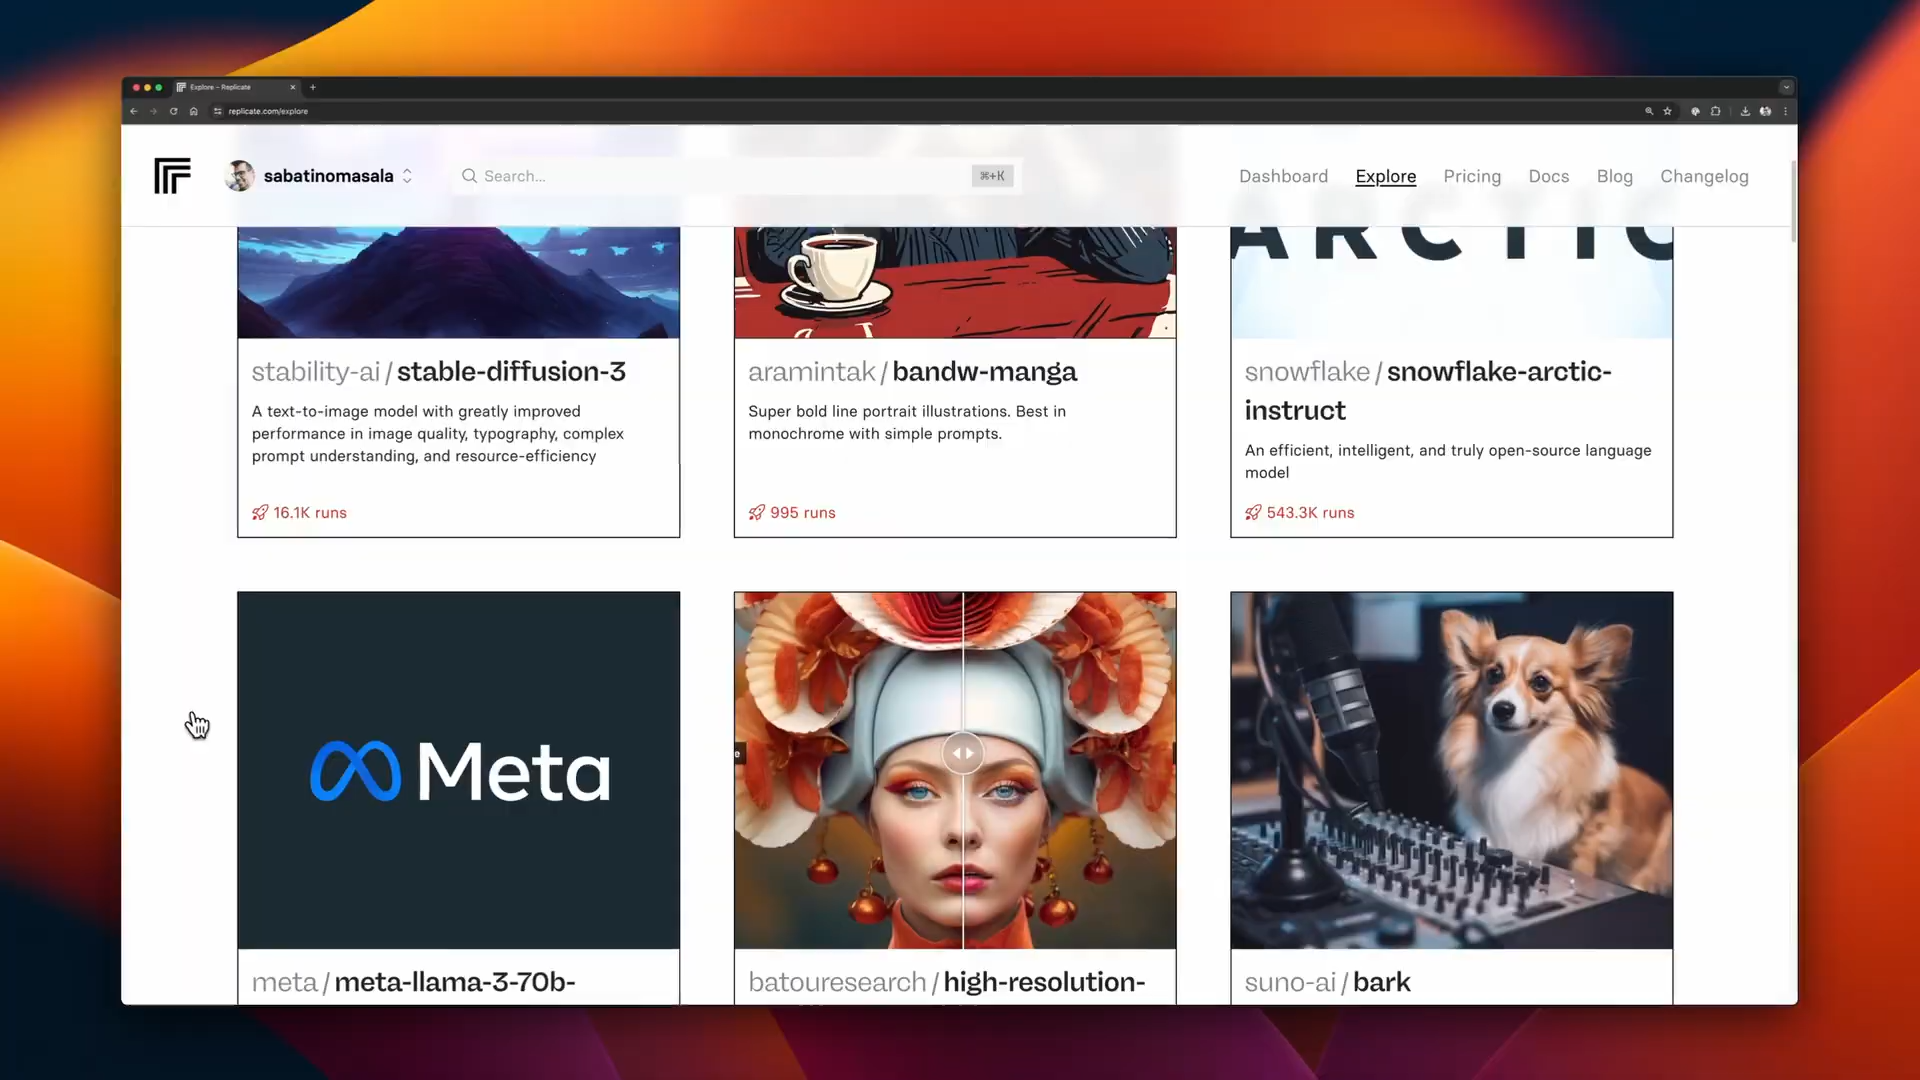 Explore – Replicate
replicate.com/explore
sabatinomasala
Search...
⌘+K
Dashboard
Explore
Pricing
Docs
Blog
Changelog
ARCTIC
stability-ai / stable-diffusion-3
A text-to-image model with greatly improved
performance in image quality, typography, complex
prompt understanding, and resource-efficiency
16.1K runs
aramintak / bandw-manga
Super bold line portrait illustrations. Best in
monochrome with simple prompts.
995 runs
snowflake / snowflake-arctic-
instruct
An efficient, intelligent, and truly open-source language
model
543.3K runs
Meta
meta / meta-llama-3-70b-
batouresearch / high-resolution-
suno-ai / bark